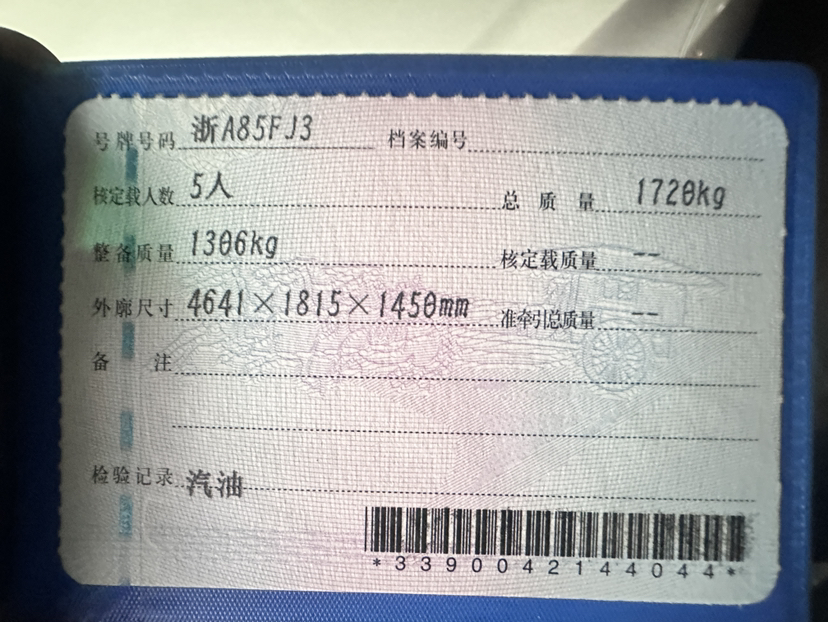 号牌号码 浙A85FJ3 档案编号
核定载人数 5人 总质量 1720kg
整备质量 1306kg 核定载质量 --
外廓尺寸 4641×1815×1450mm 准牵引总质量 --
备注
检验记录 汽油
*3390042144044*